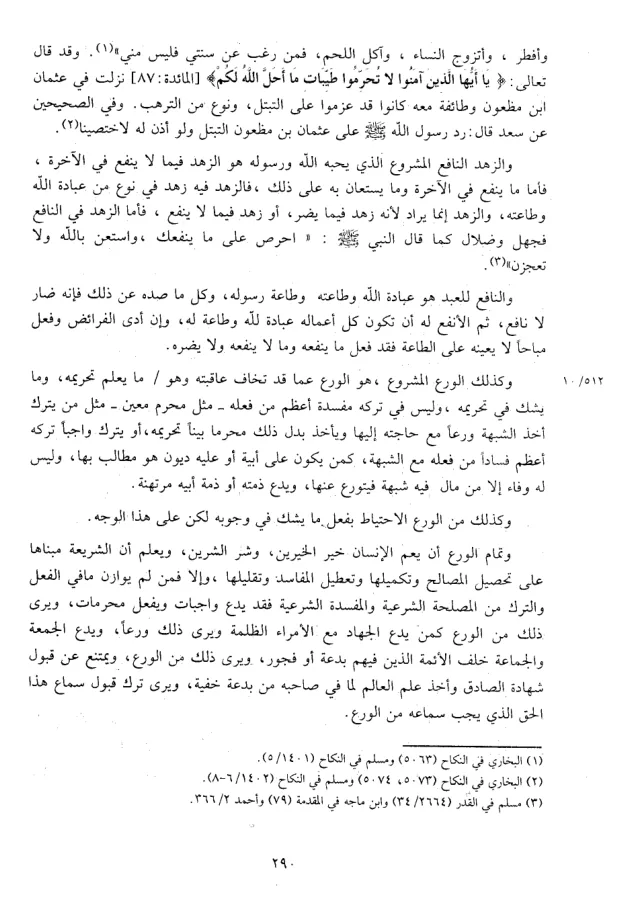 وأفطر ، وأتزوج النساء ، وآكل اللحم، فمن رغب عن سنتي فليس مني»(١). وقد قال
تعالى: ﴿ يا أيها الذين آمنوا لا تحرموا طيبات ما أحل الله لكم﴾ [المائدة: ٨٧] نزلت في عثمان
ابن مظعون وطائفة معه كانوا قد عزموا على التبتل، ونوع من الترهب. وفي الصحيحين
عن سعد قال: رد رسول الله ﷺ على عثمان بن مظعون التبتل ولو أذن له لاختصينا(٢).
والزهد النافع المشروع الذي يحبه الله ورسوله هو الزهد فيما لا ينفع في الآخرة ،
فأما ما ينفع في الآخرة وما يستعان به على ذلك ،فالزهد فيه زهد في نوع من عبادة الله
وطاعته، والزهد إنما يراد لأنه زهد فيما يضر، أو زهد فيما لا ينفع ، فأما الزهد في النافع
فجهل وضلال كما قال النبي ﷺ : « احرص على ما ينفعك ،واستعن بالله ولا
تعجزن»(٣).
والنافع للعبد هو عبادة الله وطاعته وطاعة رسوله، وكل ما صده عن ذلك فإنه ضار
لا نافع، ثم الأنفع له أن تكون كل أعماله عبادة لله وطاعة له، وإن أدى الفرائض وفعل
مباحاً لا يعينه على الطاعة فقد فعل ما ينفعه وما لا ينفعه ولا يضره.
١٠/٥١٢ وكذلك الورع المشروع ،هو الورع عما قد تخاف عاقبته وهو / ما يعلم تحريمه، وما
يشك في تحريمه ،وليس في تركه مفسدة أعظم من فعله ـ مثل محرم معين ـ مثل من يترك
أخذ الشبهة ورعاً مع حاجته إليها ويأخذ بدل ذلك محرما بيناً تحريمه،أو يترك واجباً تركه
أعظم فساداً من فعله مع الشبهة، كمن يكون على أبية أو عليه ديون هو مطالب بها، وليس
له وفاء إلا من مال فيه شبهة فيتورع عنها، ويدع ذمته أو ذمة أبيه مرتهنة.
وكذلك من الورع الاحتياط بفعل ما يشك في وجوبه لكن على هذا الوجه.
وتمام الورع أن يعم الإنسان خير الخيرين، وشر الشرين، ويعلم أن الشريعة مبناها
على تحصيل المصالح وتكميلها وتعطيل المفاسد وتقليلها ،وإلا فمن لم يوازن مافي الفعل
والترك من المصلحة الشرعية والمفسدة الشرعية فقد يدع واجبات ويفعل محرمات، ويرى
ذلك من الورع كمن يدع الجهاد مع الأمراء الظلمة ويرى ذلك ورعاً، ويدع الجمعة
والجماعة خلف الأئمة الذين فيهم بدعة أو فجور، ويرى ذلك من الورع، ويمتنع عن قبول
شهادة الصادق وأخذ علم العالم لما في صاحبه من بدعة خفية، ويرى ترك قبول سماع هذا
الحق الذي يجب سماعه من الورع.
(١) البخاري في النكاح (٥٠٦٣) ومسلم في النكاح (٥/١٤٠١).
(٢) البخاري في النكاح (٥٠٧٣، ٥٠٧٤) ومسلم في النكاح (٦/١٤٠٢-٨).
(٣) مسلم في القدر (٣٤/٢٦٦٤) وابن ماجه في المقدمة (٧٩) وأحمد ٣٦٦/٢.
٢٩٠